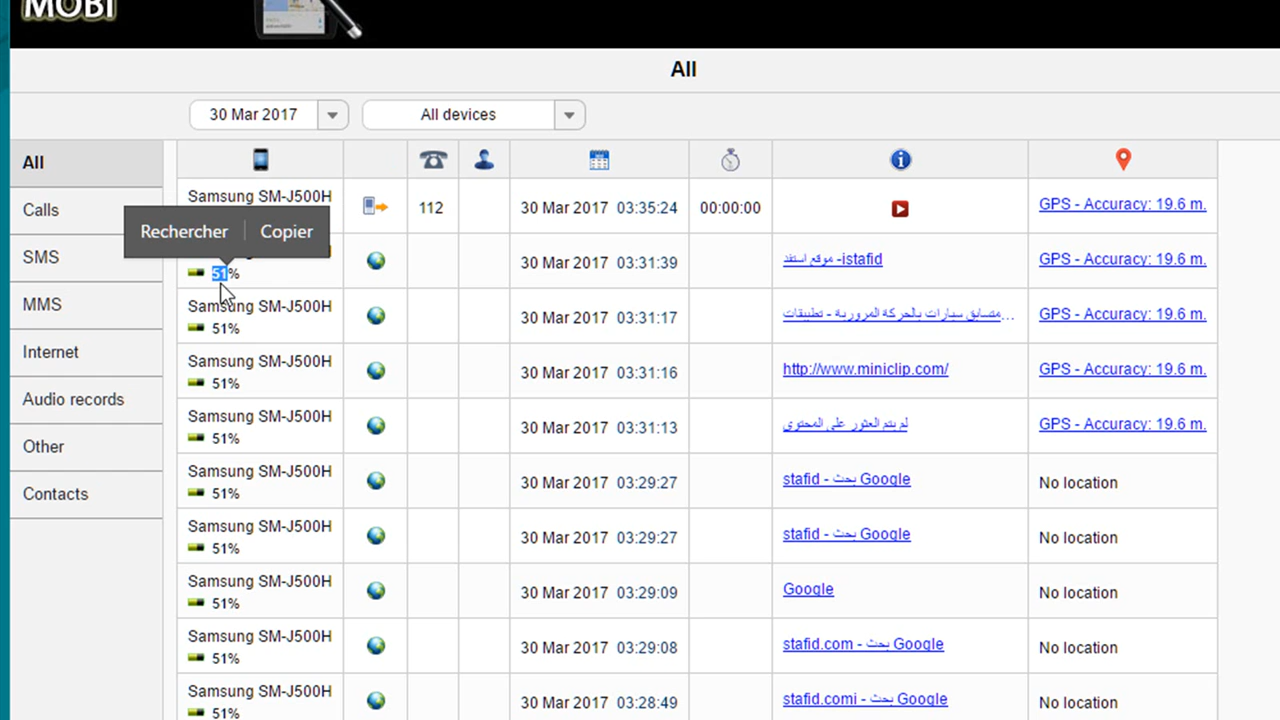 MOBI
All
30 Mar 2017 All devices
All
Calls
SMS
MMS
Internet
Audio records
Other
Contacts
Rechercher Copier
Samsung SM-J500H 112 30 Mar 2017 03:35:24 00:00:00 GPS - Accuracy: 19.6 m.
51% 30 Mar 2017 03:31:39 موقع استفد -istafid GPS - Accuracy: 19.6 m.
Samsung SM-J500H
51% 30 Mar 2017 03:31:17 متسابق سيارات بالحركة المرورية - تطبيقات... GPS - Accuracy: 19.6 m.
Samsung SM-J500H
51% 30 Mar 2017 03:31:16 http://www.miniclip.com/ GPS - Accuracy: 19.6 m.
Samsung SM-J500H
51% 30 Mar 2017 03:31:13 لم يتم العثور على المحتوى GPS - Accuracy: 19.6 m.
Samsung SM-J500H
51% 30 Mar 2017 03:29:27 stafid - بحث Google No location
Samsung SM-J500H
51% 30 Mar 2017 03:29:27 stafid - بحث Google No location
Samsung SM-J500H
51% 30 Mar 2017 03:29:09 Google No location
Samsung SM-J500H
51% 30 Mar 2017 03:29:08 stafid.com - بحث Google No location
Samsung SM-J500H
51% 30 Mar 2017 03:28:49 stafid.comi - بحث Google No location